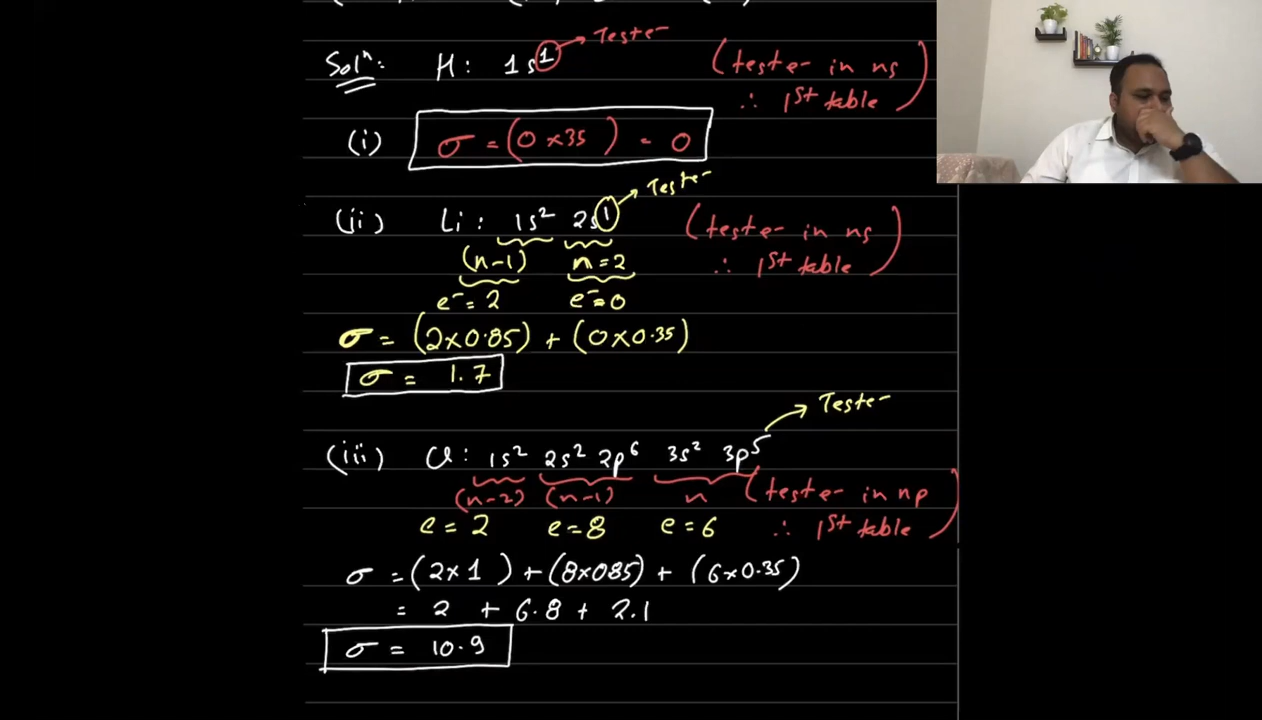 Solⁿ: H: 1s¹ → Tester (tester in ns
∴ 1st table)
(i) σ = (0 ×35 ) = 0
(ii) Li: 1s² 2s¹ → Tester (tester in ns
∴ 1st table)
(n-1) n=2
e⁻=2 e⁻=0
σ = (2×0.85) + (0×0.35)
σ = 1.7
→ Tester
(iii) Cl: 1s² 2s² 2p⁶ 3s² 3p⁵
(n-2) (n-1) n (tester in np
e=2 e=8 e=6 ∴ 1st table)
σ =(2×1 ) +(8×085) + (6×0.35)
= 2 + 6.8 + 2.1
σ = 10.9